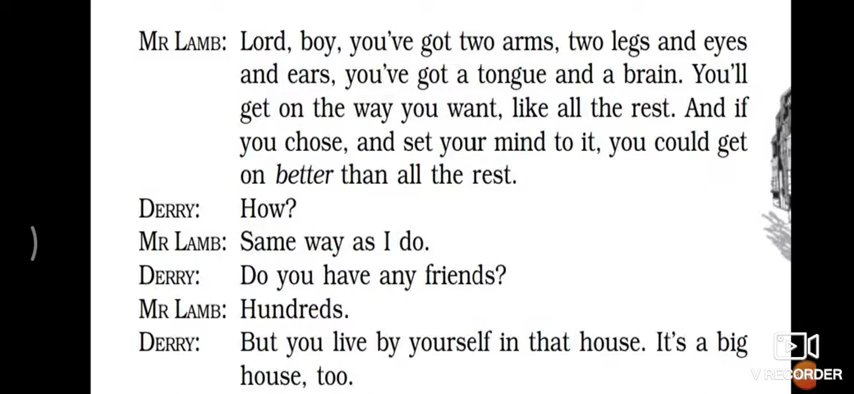 MR LAMB: Lord, boy, you've got two arms, two legs and eyes
and ears, you've got a tongue and a brain. You'll
get on the way you want, like all the rest. And if
you chose, and set your mind to it, you could get
on better than all the rest.
DERRY: How?
MR LAMB: Same way as I do.
DERRY: Do you have any friends?
MR LAMB: Hundreds.
DERRY: But you live by yourself in that house. It's a big
house, too.
V RECORDER